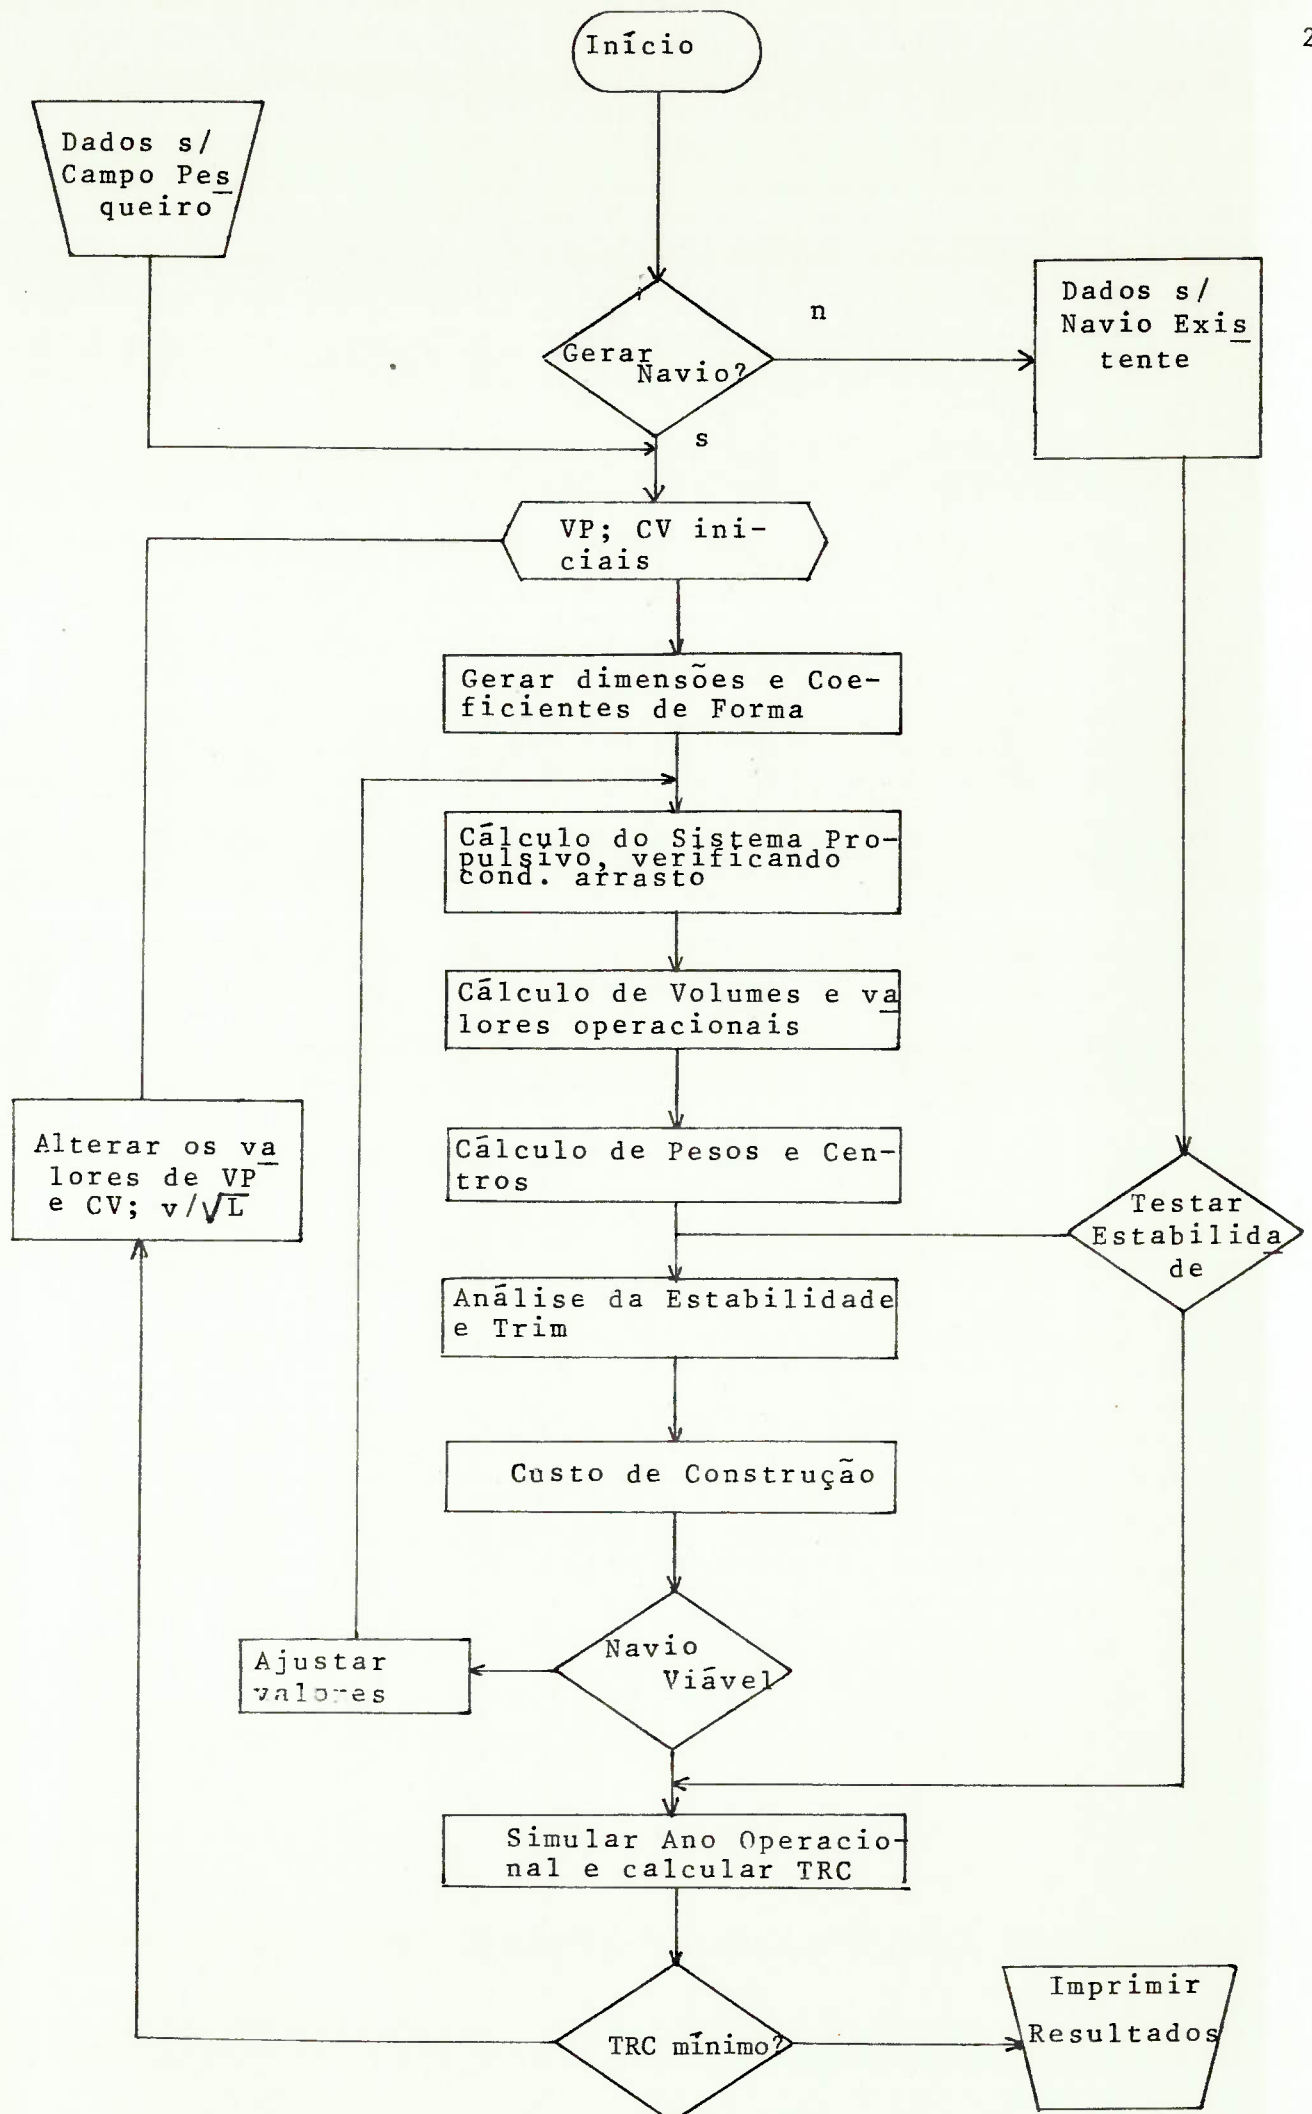 Início
2
Dados s/
Campo Pes
queiro
n
Dados s/
Navio Exis
tente
Gerar
Navio?
s
VP; CV ini-
ciais
Gerar dimensões e Coe-
ficientes de Forma
Cálculo do Sistema Pro-
pulsivo, verificando
cond. arrasto
Cálculo de Volumes e va
lores operacionais
Alterar os va
lores de VP
e CV; v/√L
Cálculo de Pesos e Cen-
tros
Testar
Estabilida
de
Análise da Estabilidade
e Trim
Custo de Construção
Navio
Viável
Ajustar
valores
Simular Ano Operacio-
nal e calcular TRC
TRC mínimo?
Imprimir
Resultados